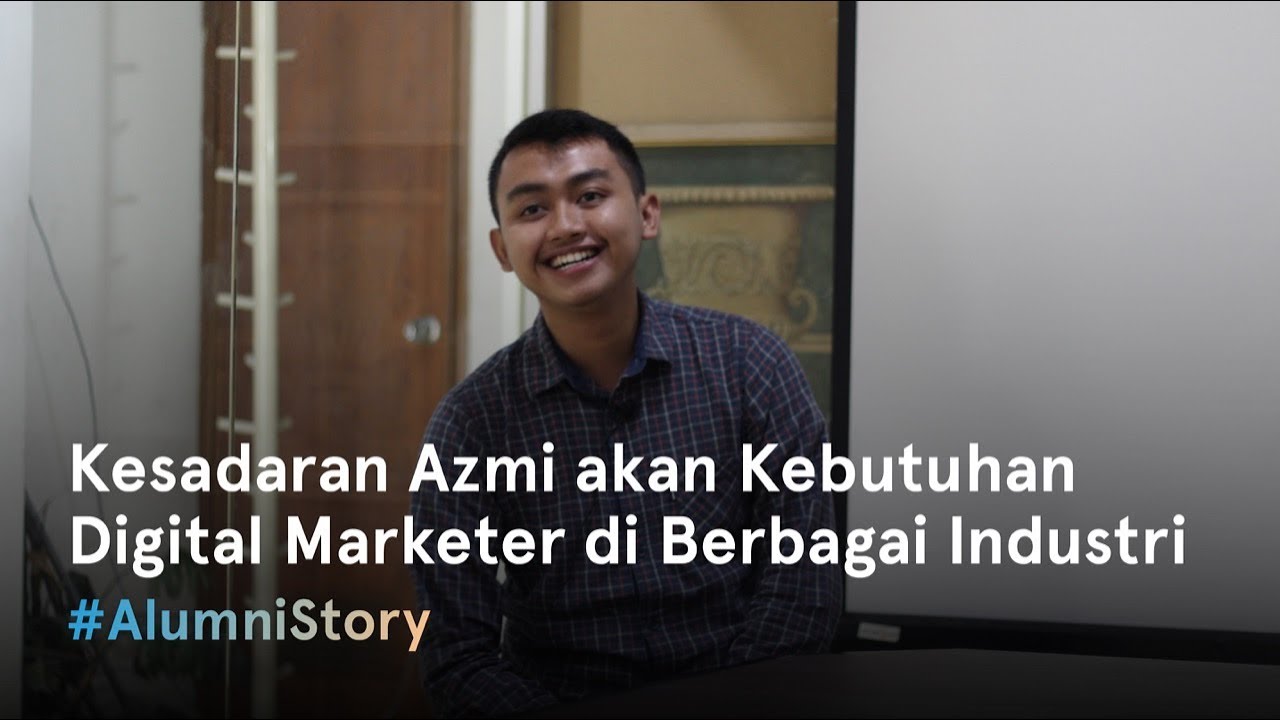 Kesadaran Azmi akan Kebutuhan
Digital Marketer di Berbagai Industri
#AlumniStory